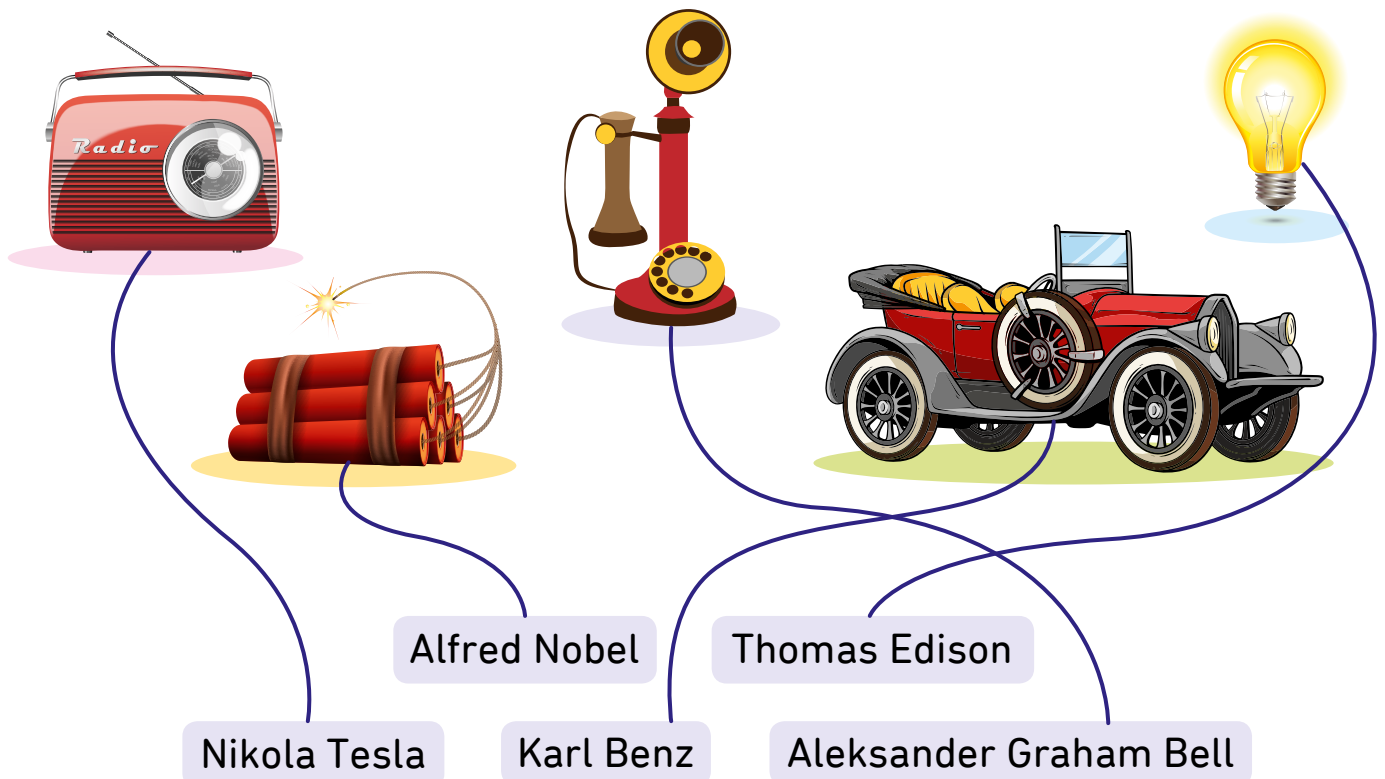 Radio
Alfred Nobel
Thomas Edison
Nikola Tesla
Karl Benz
Aleksander Graham Bell